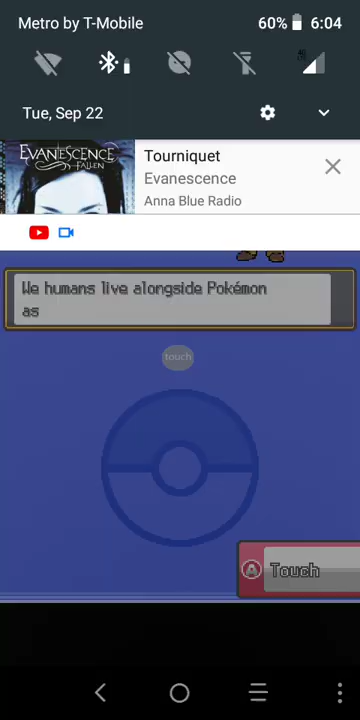 Metro by T-Mobile
60% 6:04
Tue, Sep 22
EVANESCENCE
FALLEN
Tourniquet
Evanescence
Anna Blue Radio
We humans live alongside Pokémon
as
touch
A Touch